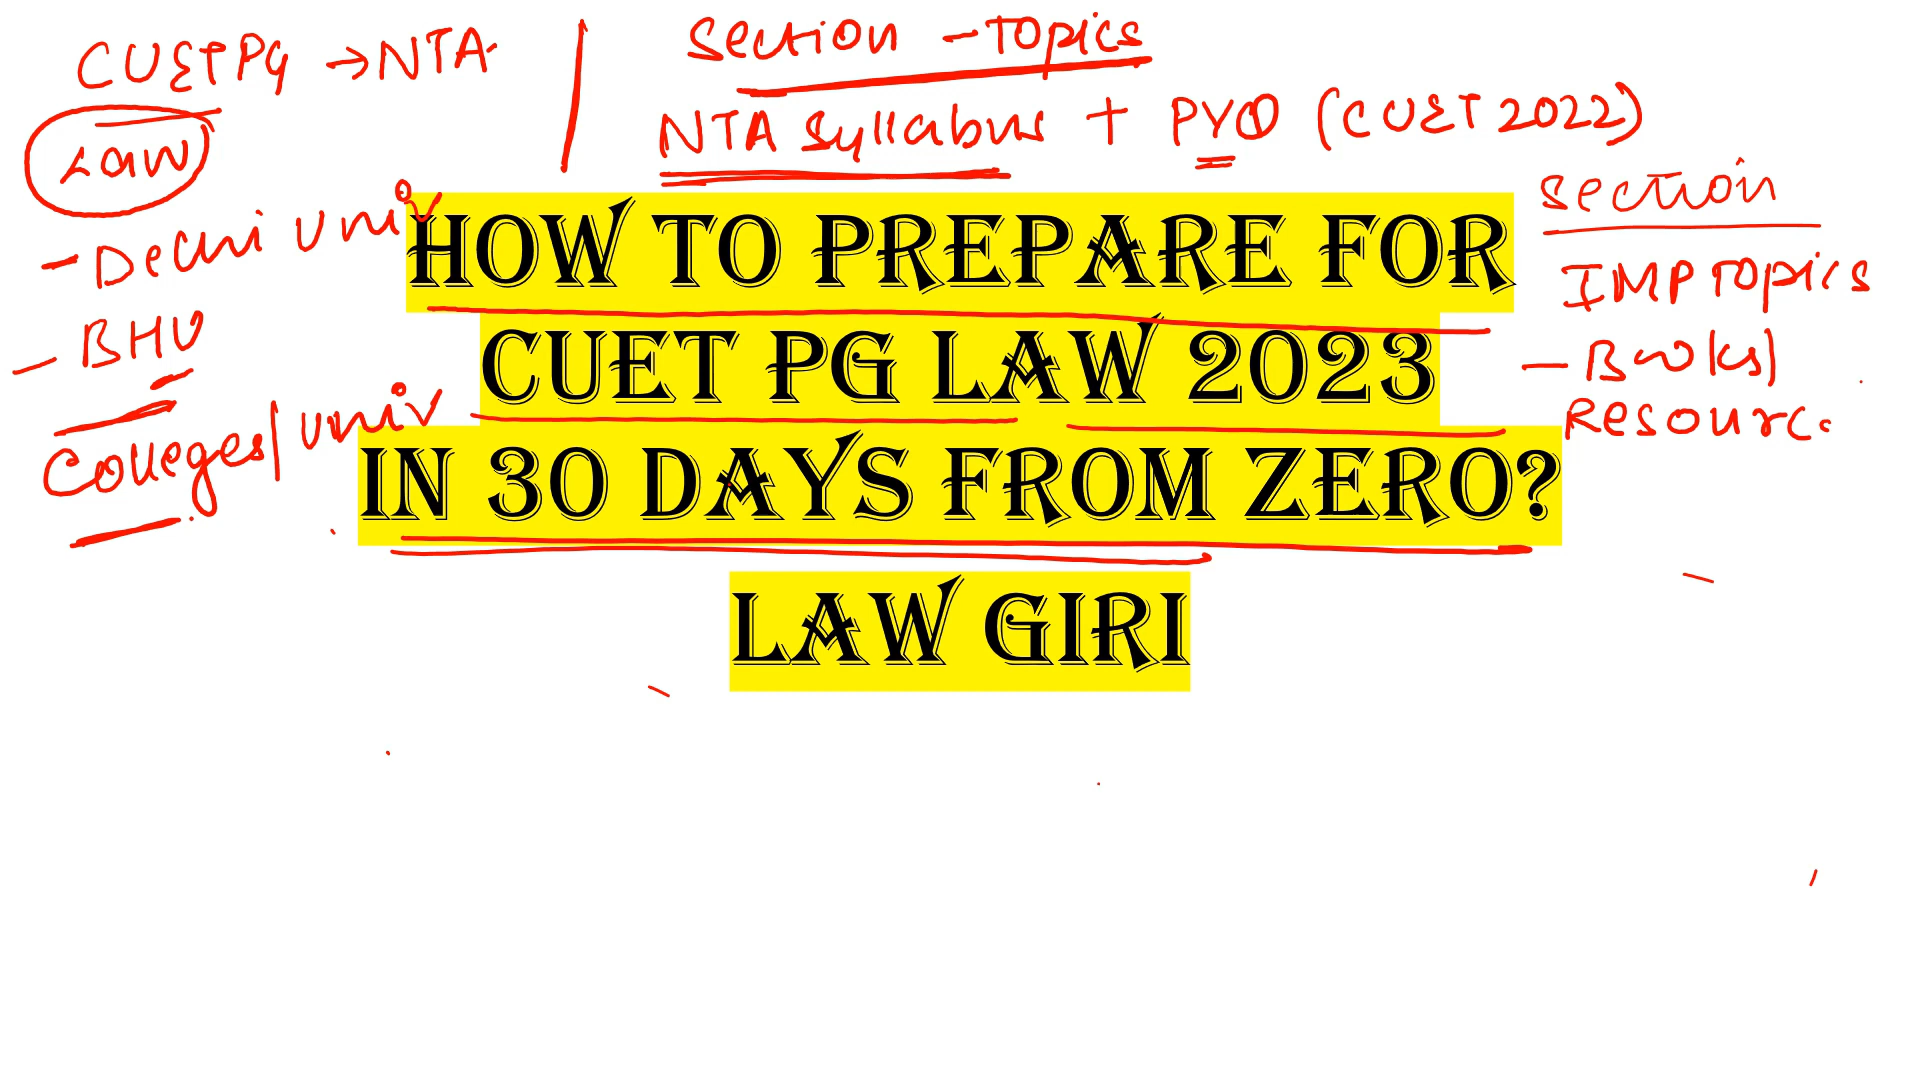 CUET PG → NTA
Law
- Delhi Univ
- BHU
Colleges/Univ
Section - Topics
NTA Syllabus + PYQ (CUET 2022)
HOW TO PREPARE FOR
CUET PG LAW 2023
IN 30 DAYS FROM ZERO?
LAW GIRI
Section
IMP Topics
- Books/
Resourc